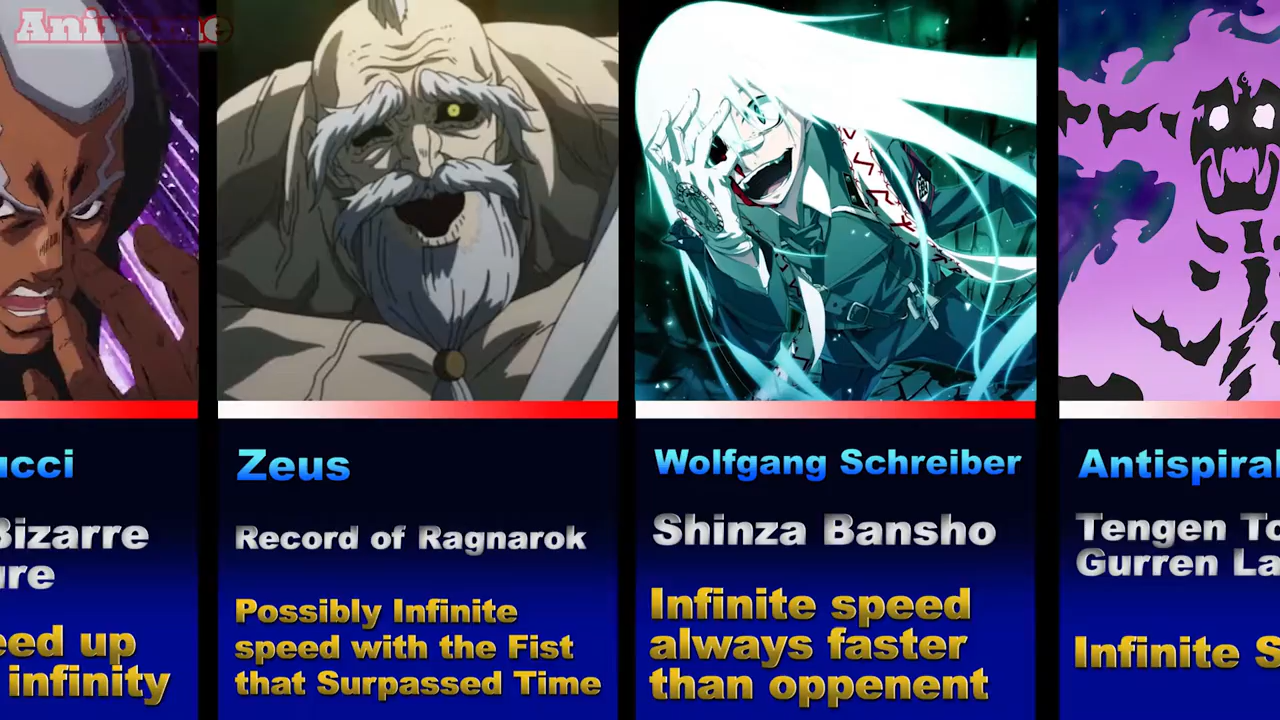 ucci
Bizarre
ure
eed up
infinity
Zeus
Record of Ragnarok
Possibly Infinite
speed with the Fist
that Surpassed Time
Wolfgang Schreiber
Shinza Bansho
Infinite speed
always faster
than oppenent
Antispiral
Tengen To
Gurren La
Infinite S